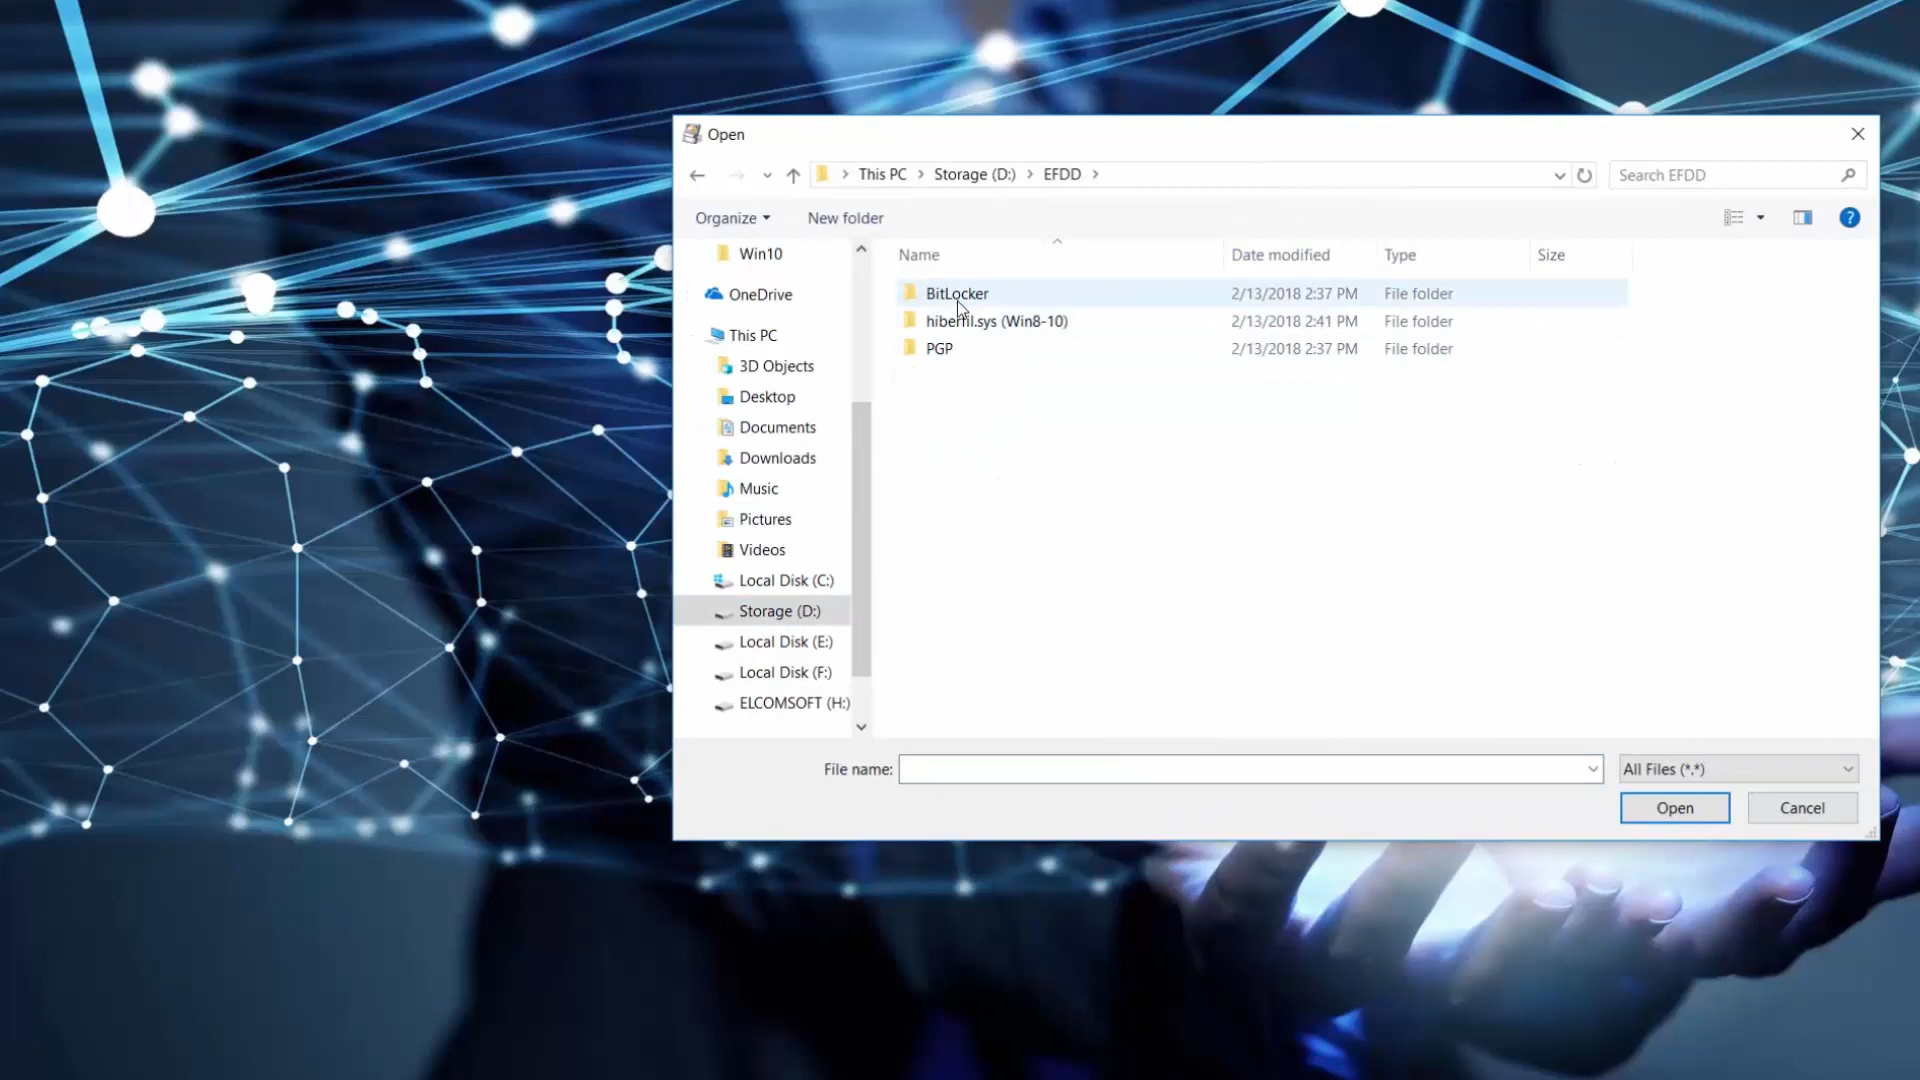 Open
This PC
Storage (D:)
EFDD
Search EFDD
Organize
New folder
?
Name
Date modified
Type
Size
Win10
OneDrive
This PC
3D Objects
Desktop
Documents
Downloads
Music
Pictures
Videos
Local Disk (C:)
Storage (D:)
Local Disk (E:)
Local Disk (F:)
ELCOMSOFT (H:)
BitLocker 2/13/2018 2:37 PM File folder
hiberfil.sys (Win8-10) 2/13/2018 2:41 PM File folder
PGP 2/13/2018 2:37 PM File folder
File name:
All Files (*.*)
Open
Cancel